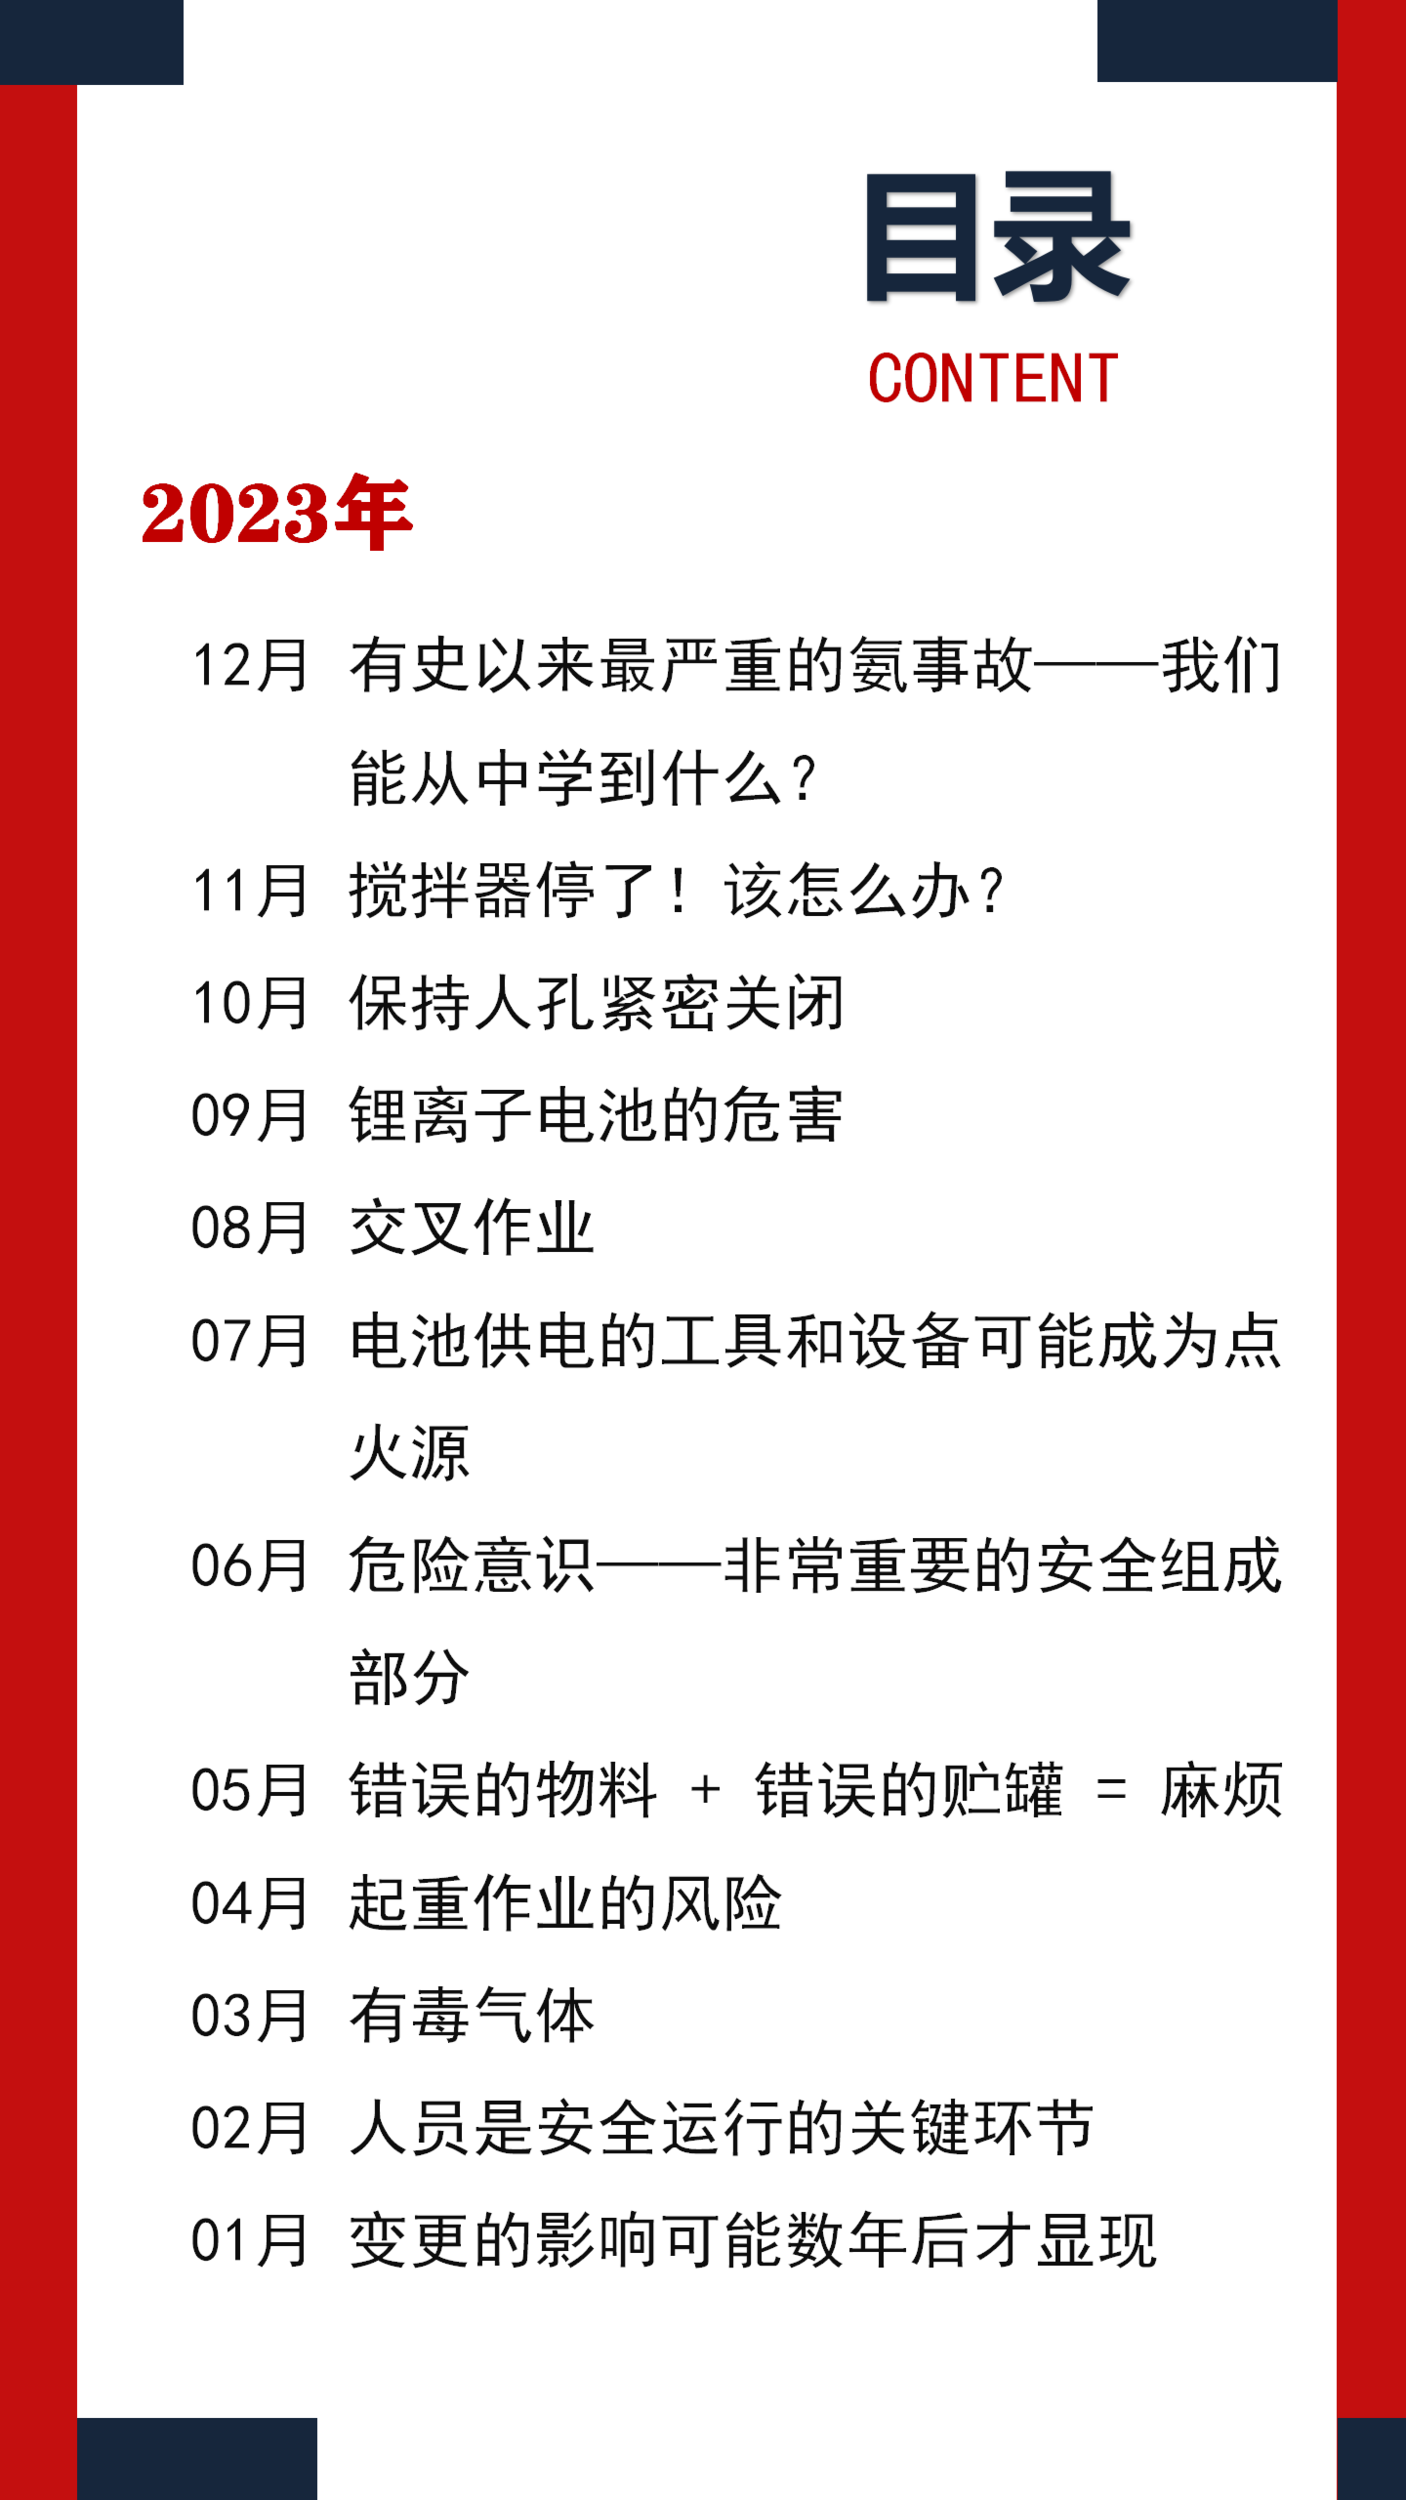 目录
CONTENT
2023年
12月 有史以来最严重的氨事故——我们
能从中学到什么？
11月 搅拌器停了！ 该怎么办？
10月 保持人孔紧密关闭
09月 锂离子电池的危害
08月 交叉作业
07月 电池供电的工具和设备可能成为点
火源
06月 危险意识——非常重要的安全组成
部分
05月 错误的物料 + 错误的贮罐 = 麻烦
04月 起重作业的风险
03月 有毒气体
02月 人员是安全运行的关键环节
01月 变更的影响可能数年后才显现